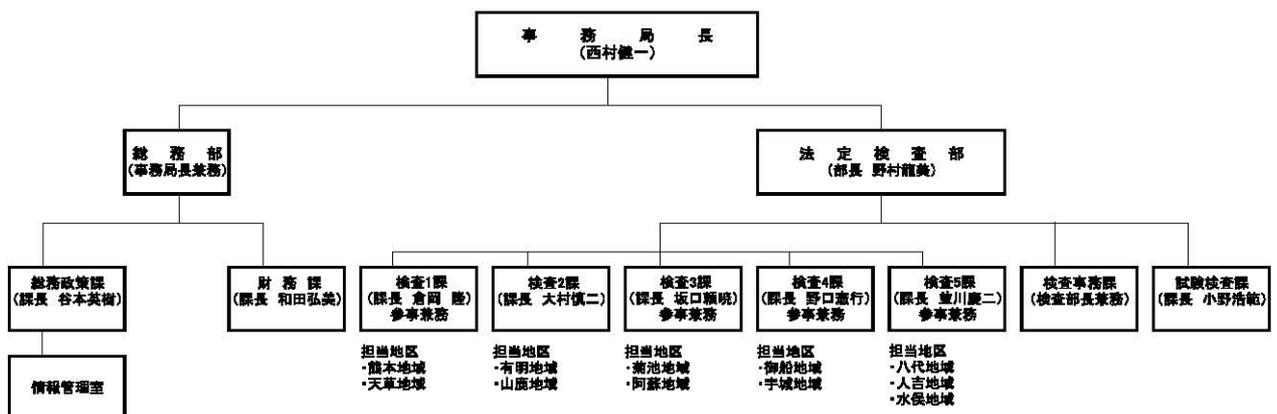 事務局長
(西村健一)
総務部
(事務局長兼務)
法定検査部
(部長 野村龍美)
総務政策課
(課長 谷本英樹)
財務課
(課長 和田弘美)
検査1課
(課長 倉岡 陸)
参事兼務
検査2課
(課長 大村慎二)
検査3課
(課長 坂口頼暁)
参事兼務
検査4課
(課長 野口憲行)
参事兼務
検査5課
(課長 並川慶二)
参事兼務
検査事務課
(検査部長兼務)
試験検査課
(課長 小野浩範)
情報管理室
担当地区
・熊本地域
・天草地域
担当地区
・有明地域
・山鹿地域
担当地区
・菊池地域
・阿蘇地域
担当地区
・御船地域
・宇城地域
担当地区
・八代地域
・人吉地域
・水俣地域